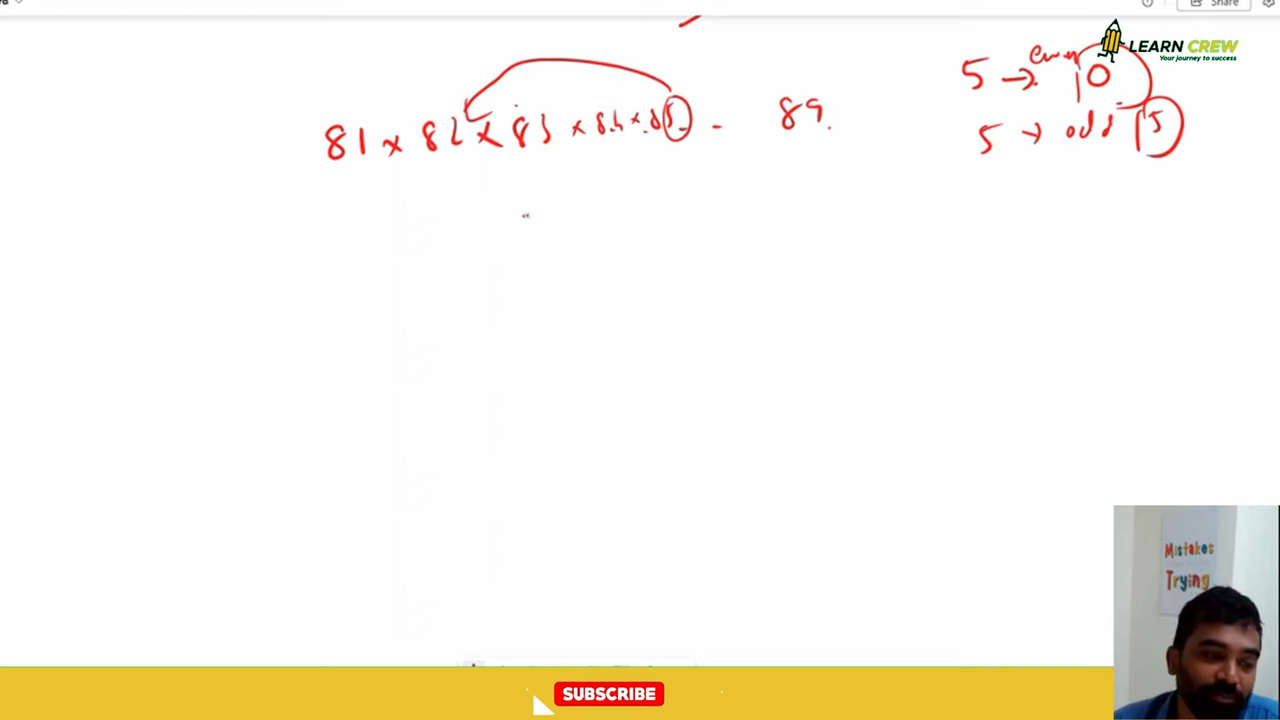 Share
LEARN CREW
Your journey to success
5 → even 10
81 x 82 x 83 x 84 x 85 - 89.
5 → odd 15
Mistakes
Trying
SUBSCRIBE